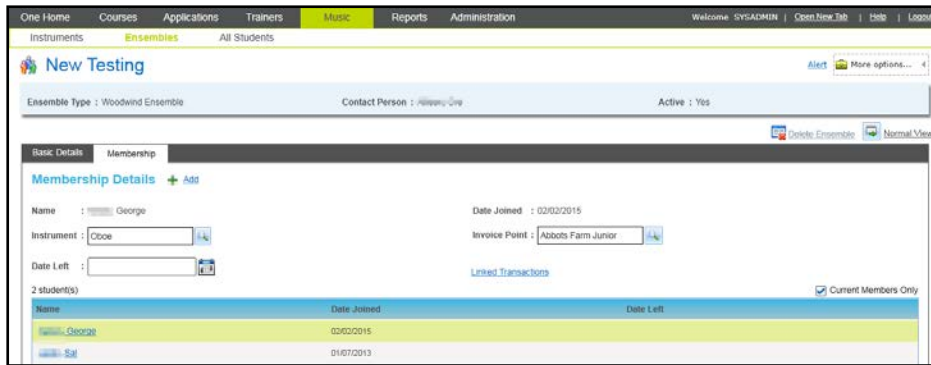 One Home Courses Applications Trainers Music Reports Administration Welcome SYSADMIN | Open New Tab | Help | Logout
Instruments Ensembles All Students
New Testing Alert More options...
Ensemble Type : Woodwind Ensemble Contact Person : Active : Yes
Delete Ensemble Normal View
Basic Details Membership
Membership Details Add
Name : George Date Joined : 02/02/2015
Instrument : Oboe Invoice Point : Abbots Farm Junior
Date Left : Linked Transactions
2 student(s) Current Members Only
Name Date Joined Date Left
George 02/02/2015
Sal 01/07/2013